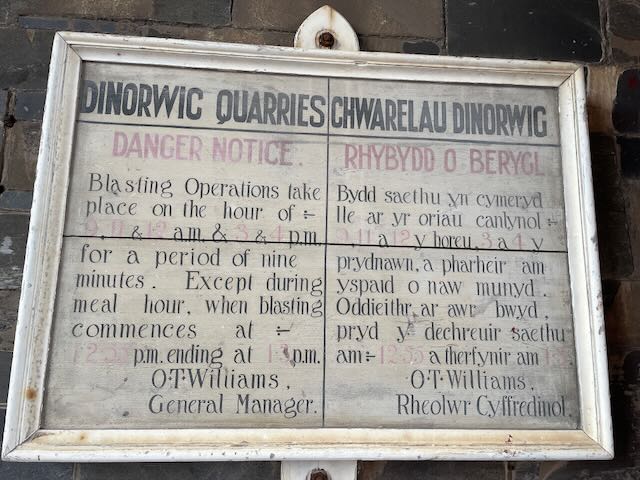 DINORWIC QUARRIES
DANGER NOTICE.
Blasting Operations take
place on the hour of :-
9, 11 & 12 a.m. & 3 & 4 p.m.
for a period of nine
minutes. Except during
meal hour, when blasting
commences at :-
12-55 p.m. ending at p.m.
O.T. Williams,
General Manager.
CHWARELAU DINORWIG
RHYBYDD O BERYGL
Bydd saethu yn cymeryd
lle ar yr oriau canlynol :-
9, 11 a 12 y boreu, 3 a 4 y
prydnawn, a pharheir am
yspaid o naw munyd.
Oddieithr ar awr bwyd,
pryd y dechreuir saethu
am :- 12-55 a therfynir am
O.T. Williams,
Rheolwr Cyffredinol.